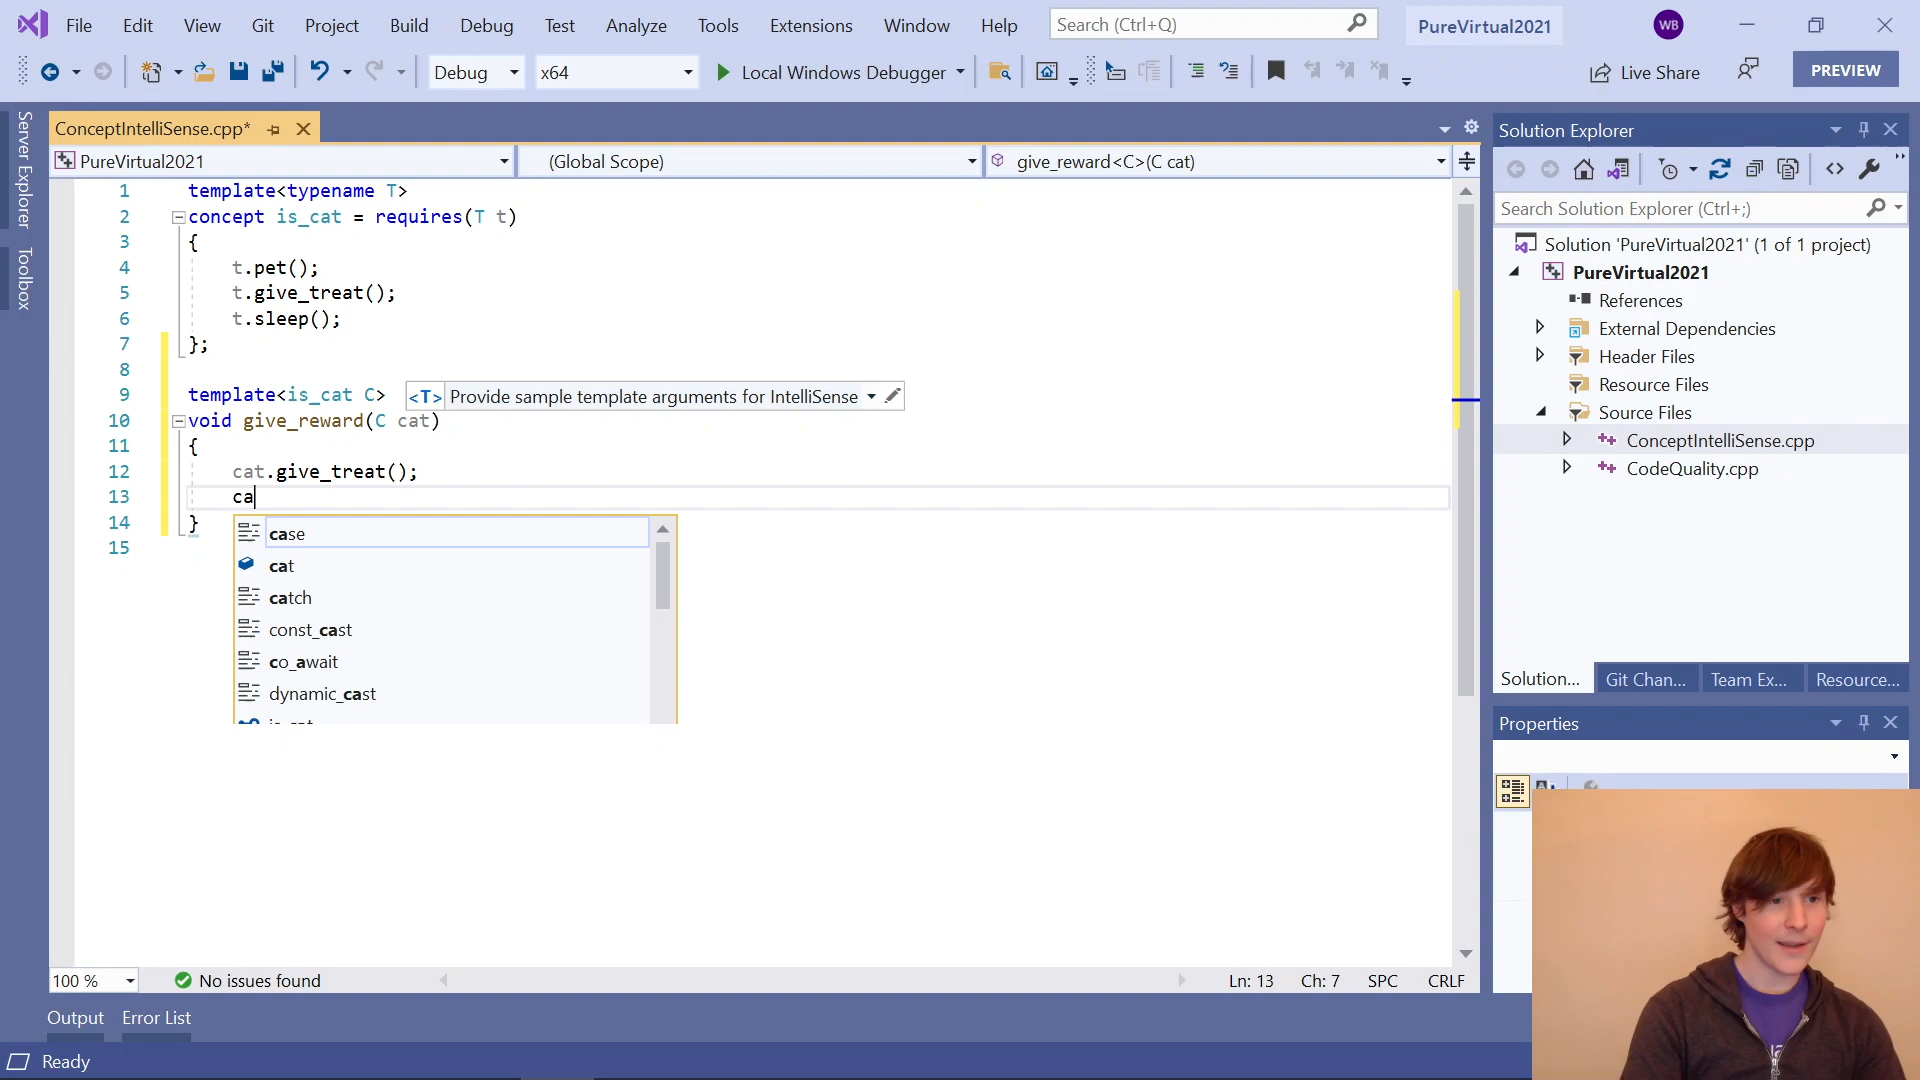 File Edit View Git Project Build Debug Test Analyze Tools Extensions Window Help Search (Ctrl+Q) PureVirtual2021 WB
Debug x64 Local Windows Debugger Live Share PREVIEW
Server Explorer
Toolbox
ConceptIntelliSense.cpp*
PureVirtual2021 (Global Scope) give_reward<C>(C cat)
1 template<typename T>
2 concept is_cat = requires(T t)
3 {
4 t.pet();
5 t.give_treat();
6 t.sleep();
7 };
8
9 template<is_cat C> <T> Provide sample template arguments for IntelliSense
10 void give_reward(C cat)
11 {
12 cat.give_treat();
13 ca
14 }
15
case
cat
catch
const_cast
co_await
dynamic_cast
100 % No issues found Ln: 13 Ch: 7 SPC CRLF
Output Error List
Ready
Solution Explorer
Search Solution Explorer (Ctrl+;)
Solution 'PureVirtual2021' (1 of 1 project)
PureVirtual2021
References
External Dependencies
Header Files
Resource Files
Source Files
ConceptIntelliSense.cpp
CodeQuality.cpp
Solution... Git Chan... Team Ex... Resource...
Properties